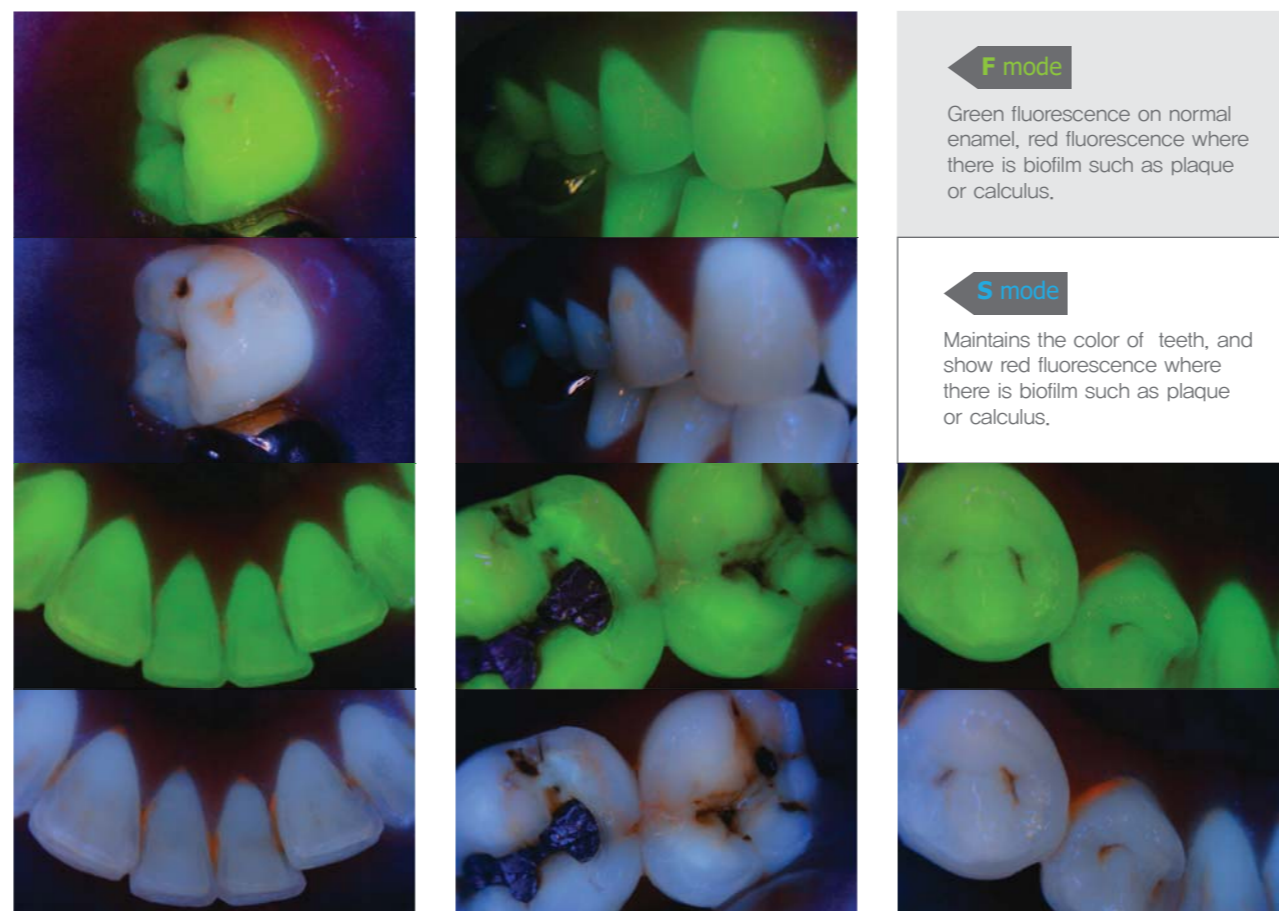 F mode
Green fluorescence on normal
enamel, red fluorescence where
there is biofilm such as plaque
or calculus.
S mode
Maintains the color of  teeth, and
show red fluorescence where
there is biofilm such as plaque
or calculus.